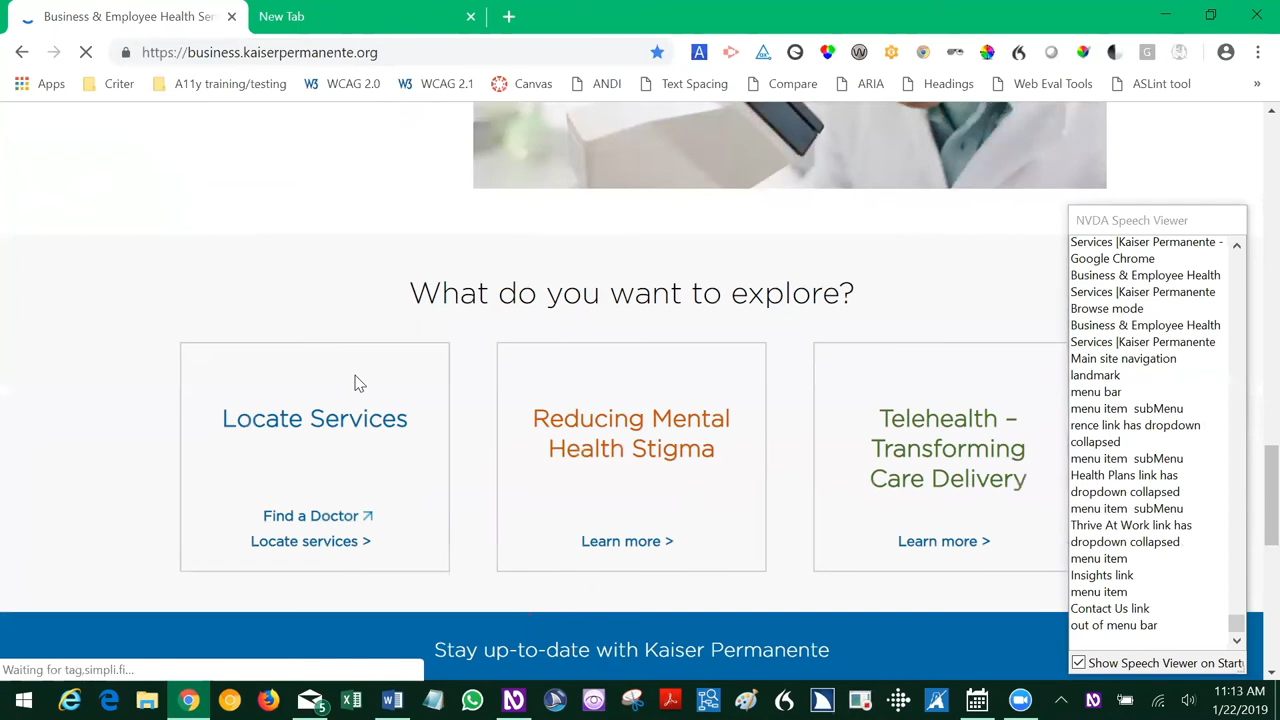 Business & Employee Health Ser
New Tab
https://business.kaiserpermanente.org
Apps
Criter
A11y training/testing
W3 WCAG 2.0
W3 WCAG 2.1
Canvas
ANDI
Text Spacing
Compare
ARIA
Headings
Web Eval Tools
ASLint tool
»
What do you want to explore?
Locate Services
Find a Doctor
Locate services >
Reducing Mental
Health Stigma
Learn more >
Telehealth –
Transforming
Care Delivery
Learn more >
Stay up-to-date with Kaiser Permanente
Waiting for tag.simpli.fi...
NVDA Speech Viewer
Services |Kaiser Permanente -
Google Chrome
Business & Employee Health
Services |Kaiser Permanente
Browse mode
Business & Employee Health
Services |Kaiser Permanente
Main site navigation
landmark
menu bar
menu item subMenu
rence link has dropdown
collapsed
menu item subMenu
Health Plans link has
dropdown collapsed
menu item subMenu
Thrive At Work link has
dropdown collapsed
menu item
Insights link
menu item
Contact Us link
out of menu bar
Show Speech Viewer on Start
5
11:13 AM
1/22/2019